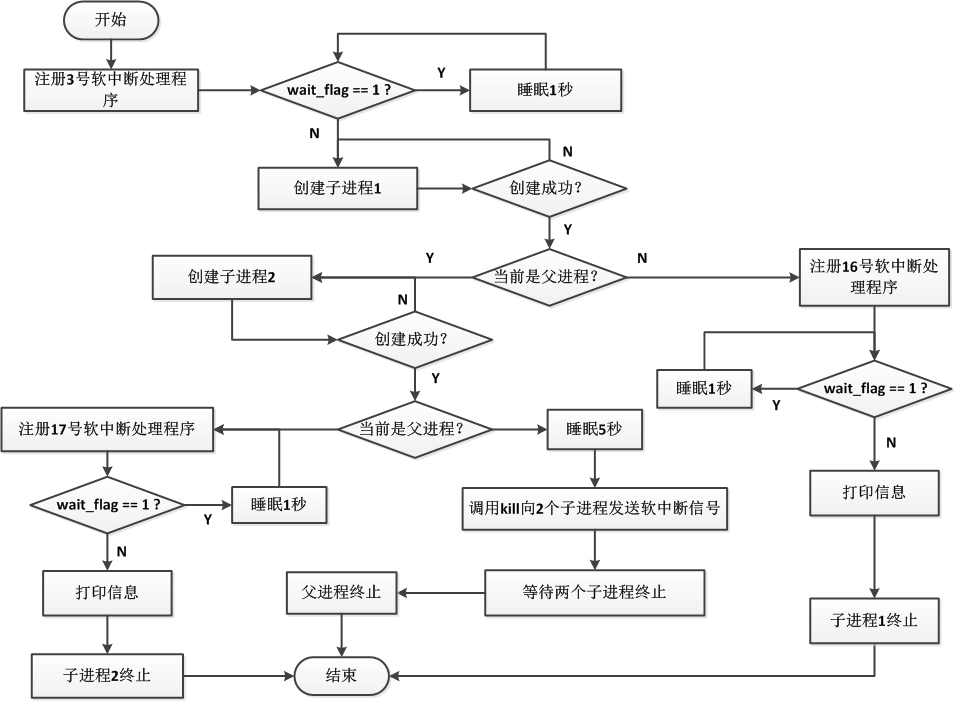 开始
注册3号软中断处理程
序
wait_flag == 1 ?
Y
睡眠1秒
N
创建子进程1
创建成功?
N
Y
当前是父进程?
Y
N
创建子进程2
注册16号软中断处
理程序
N
创建成功?
Y
睡眠1秒
wait_flag == 1 ?
Y
N
注册17号软中断处理程序
当前是父进程?
睡眠5秒
wait_flag == 1 ?
Y
睡眠1秒
N
调用kill向2个子进程发送软中断信号
打印信息
打印信息
父进程终止
等待两个子进程终止
子进程1终止
子进程2终止
结束